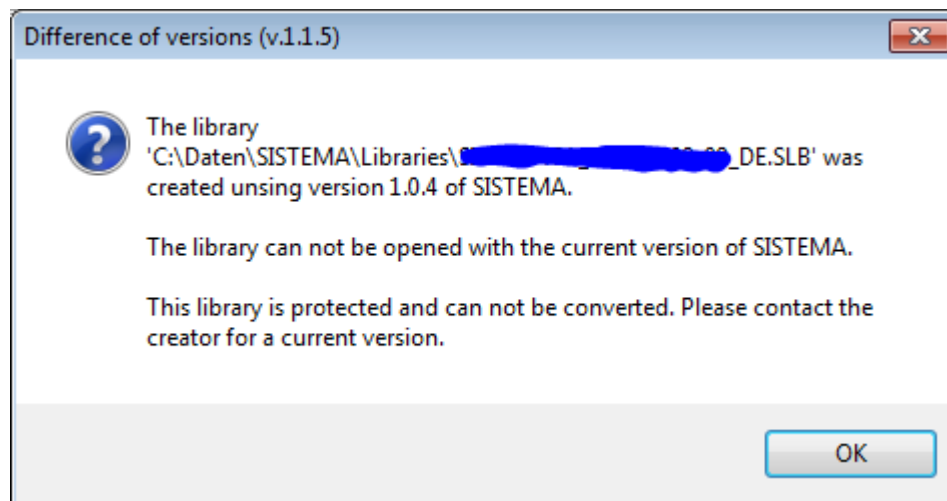 Difference of versions (v.1.1.5)
The library
'C:\Daten\SISTEMA\Libraries\ _DE.SLB' was
created unsing version 1.0.4 of SISTEMA.
The library can not be opened with the current version of SISTEMA.
This library is protected and can not be converted. Please contact the
creator for a current version.
OK